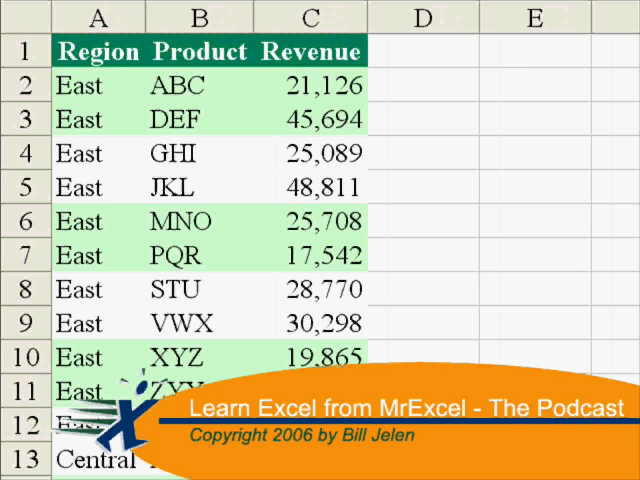 A B C D E
1 Region Product Revenue
2 East ABC 21,126
3 East DEF 45,694
4 East GHI 25,089
5 East JKL 48,811
6 East MNO 25,708
7 East PQR 17,542
8 East STU 28,770
9 East VWX 30,298
10 East XYZ 19,865
11 East
12 East
13 Central
Learn Excel from MrExcel - The Podcast
Copyright 2006 by Bill Jelen